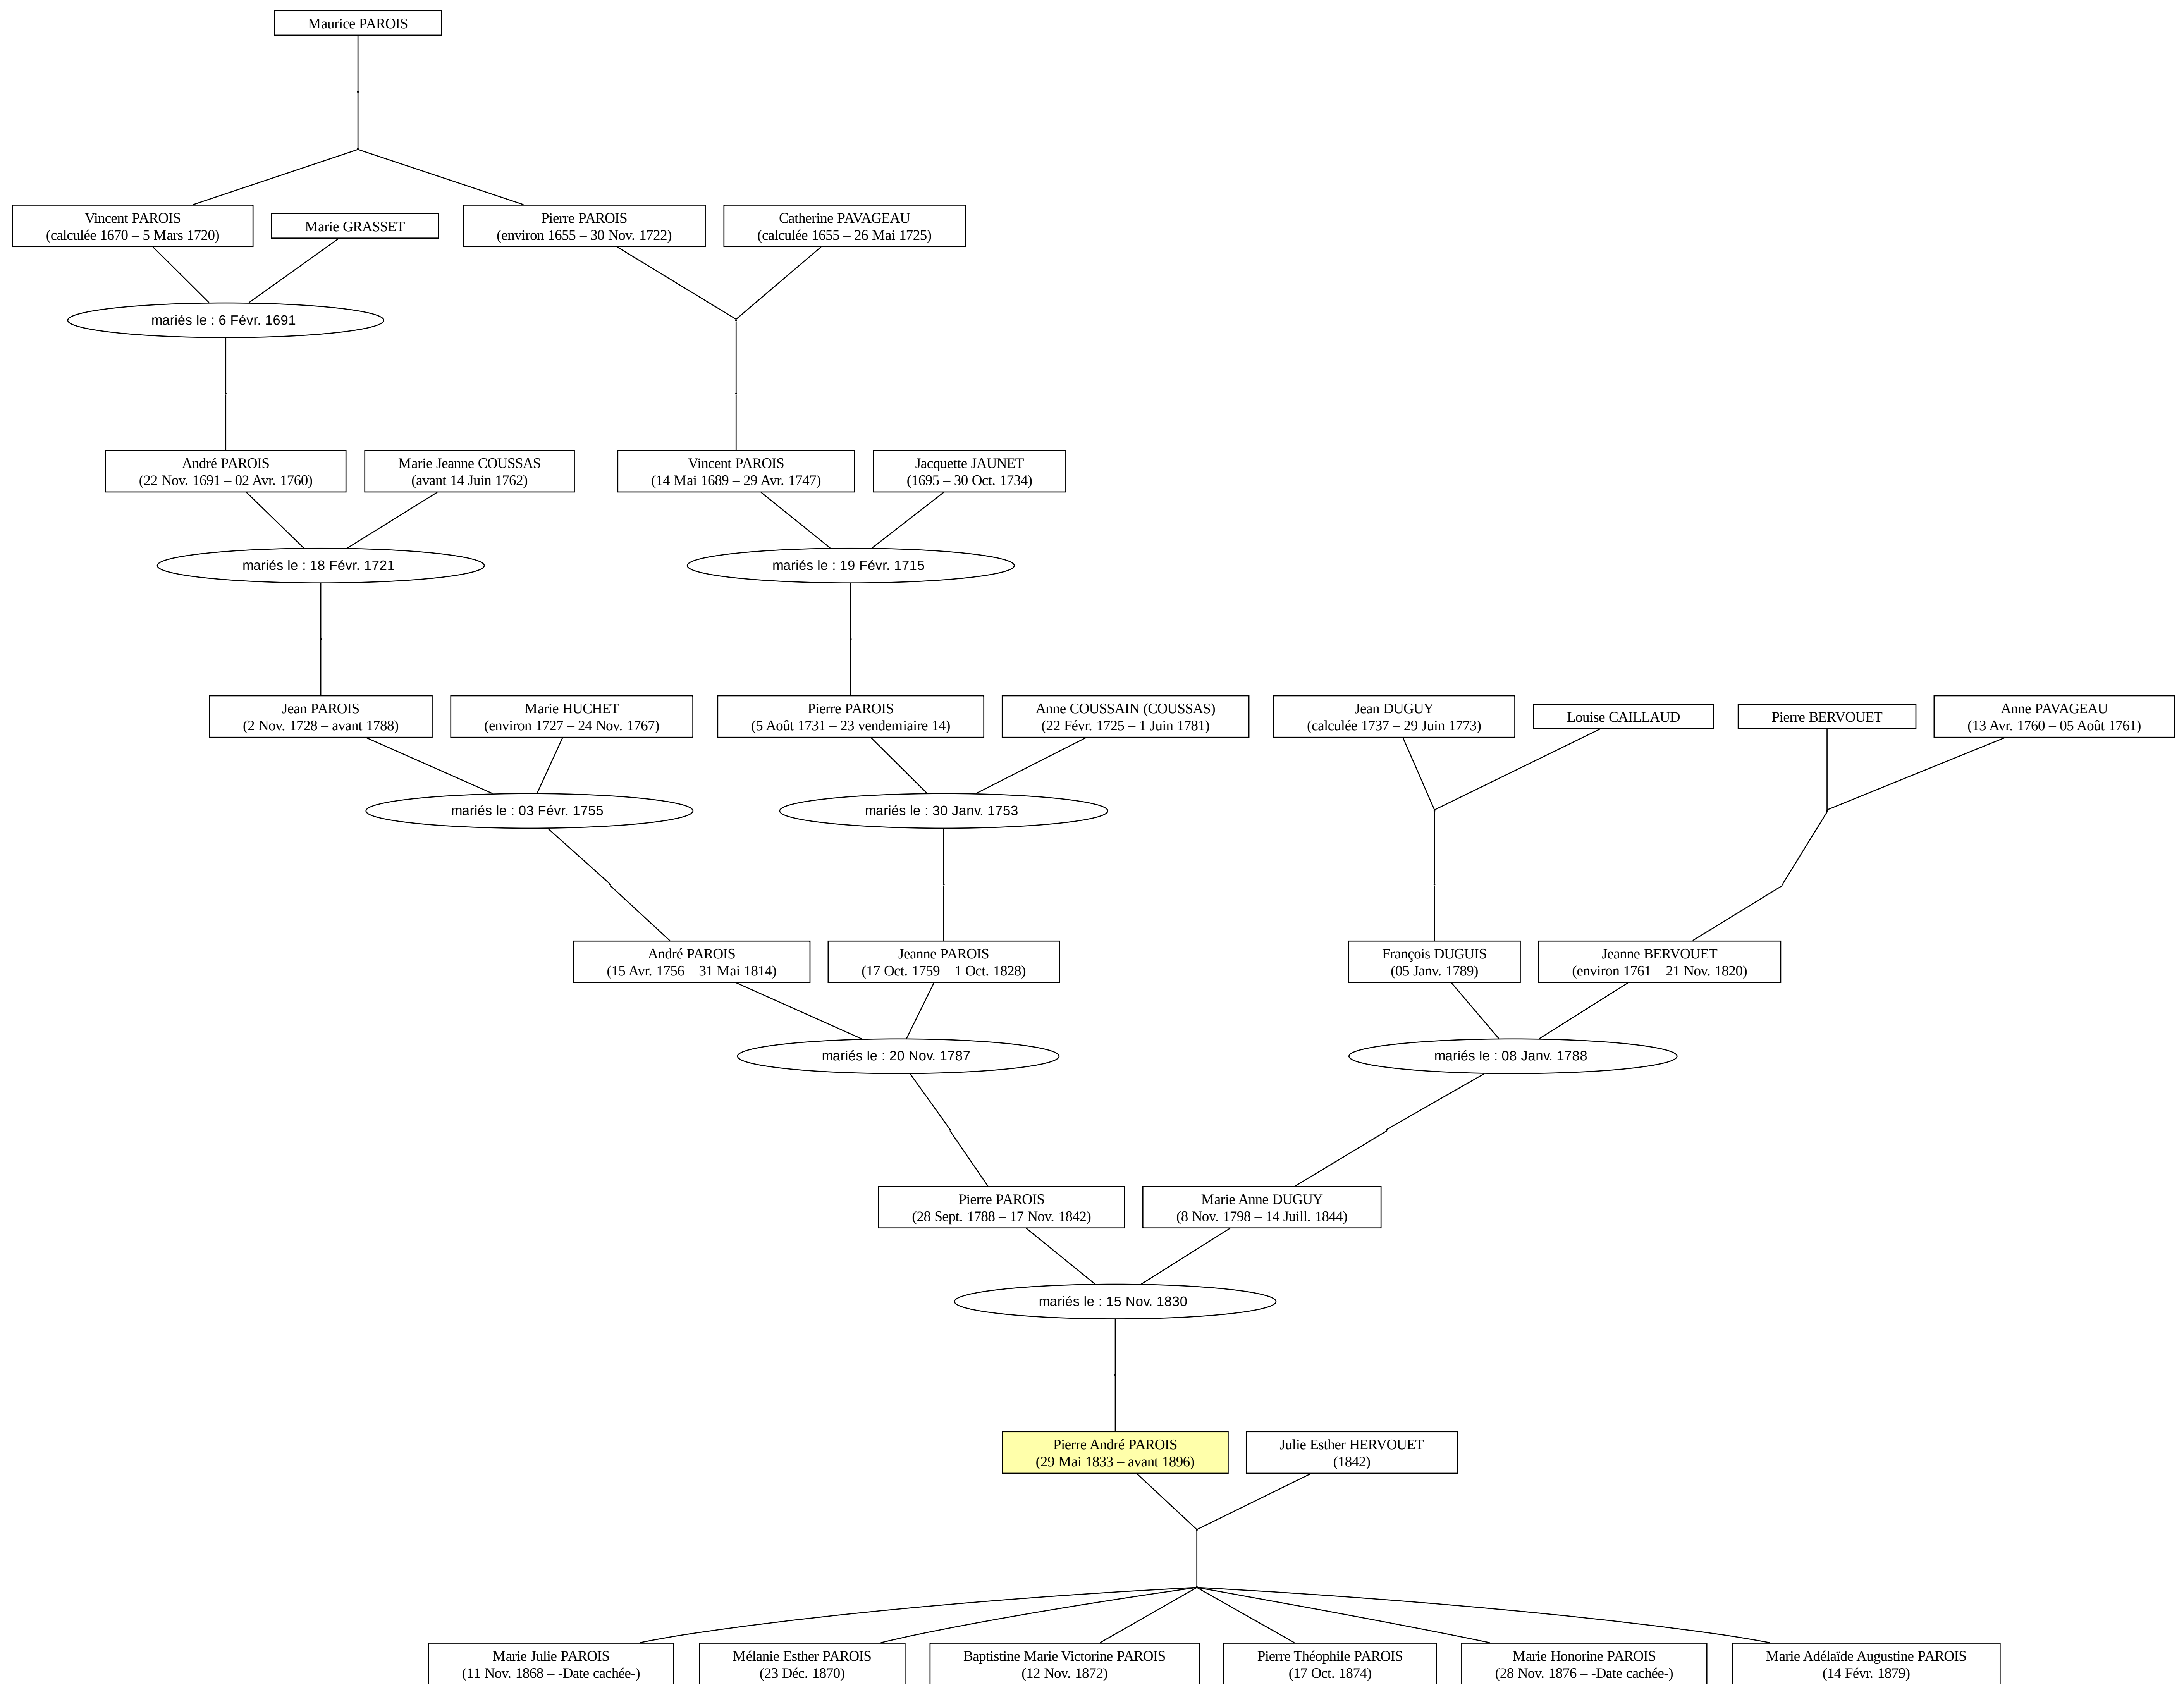 Maurice PAROIS
Vincent PAROIS
(calculée 1670 – 5 Mars 1720)
Marie GRASSET
Pierre PAROIS
(environ 1655 – 30 Nov. 1722)
Catherine PAVAGEAU
(calculée 1655 – 26 Mai 1725)
mariés le : 6 Févr. 1691
André PAROIS
(22 Nov. 1691 – 02 Avr. 1760)
Marie Jeanne COUSSAS
(avant 14 Juin 1762)
Vincent PAROIS
(14 Mai 1689 – 29 Avr. 1747)
Jacquette JAUNET
(1695 – 30 Oct. 1734)
mariés le : 18 Févr. 1721
mariés le : 19 Févr. 1715
Jean PAROIS
(2 Nov. 1728 – avant 1788)
Marie HUCHET
(environ 1727 – 24 Nov. 1767)
Pierre PAROIS
(5 Août 1731 – 23 vendemiaire 14)
Anne COUSSAIN (COUSSAS)
(22 Févr. 1725 – 1 Juin 1781)
Jean DUGUY
(calculée 1737 – 29 Juin 1773)
Louise CAILLAUD
Pierre BERVOUET
Anne PAVAGEAU
(13 Avr. 1760 – 05 Août 1761)
mariés le : 03 Févr. 1755
mariés le : 30 Janv. 1753
André PAROIS
(15 Avr. 1756 – 31 Mai 1814)
Jeanne PAROIS
(17 Oct. 1759 – 1 Oct. 1828)
François DUGUIS
(05 Janv. 1789)
Jeanne BERVOUET
(environ 1761 – 21 Nov. 1820)
mariés le : 20 Nov. 1787
mariés le : 08 Janv. 1788
Pierre PAROIS
(28 Sept. 1788 – 17 Nov. 1842)
Marie Anne DUGUY
(8 Nov. 1798 – 14 Juill. 1844)
mariés le : 15 Nov. 1830
Pierre André PAROIS
(29 Mai 1833 – avant 1896)
Julie Esther HERVOUET
(1842)
Marie Julie PAROIS
(11 Nov. 1868 – -Date cachée-)
Mélanie Esther PAROIS
(23 Déc. 1870)
Baptistine Marie Victorine PAROIS
(12 Nov. 1872)
Pierre Théophile PAROIS
(17 Oct. 1874)
Marie Honorine PAROIS
(28 Nov. 1876 – -Date cachée-)
Marie Adélaïde Augustine PAROIS
(14 Févr. 1879)